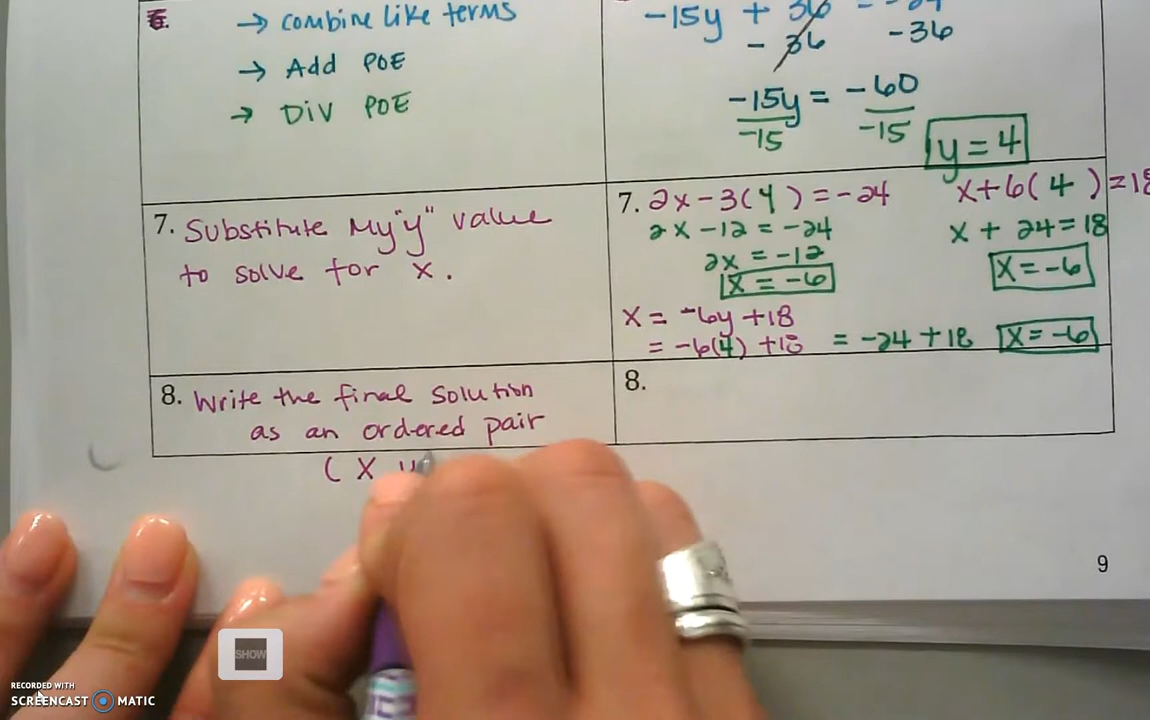 → combine like terms
→ Add POE
→ Div POE
-15y + 36 = -24
- 36 -36
-15y = -60
-15 -15
y = 4
7. Substitute My "y" value
to solve for x.
7. 2x - 3(4) = -24
2x - 12 = -24
2x = -12
x = -6
x + 6(4) = 18
x + 24 = 18
x = -6
x = -6y + 18
= -6(4) + 18 = -24 + 18 x = -6
8. Write the final solution
as an ordered pair
(x y
8.
9
SHOW
RECORDED WITH
SCREENCAST MATIC